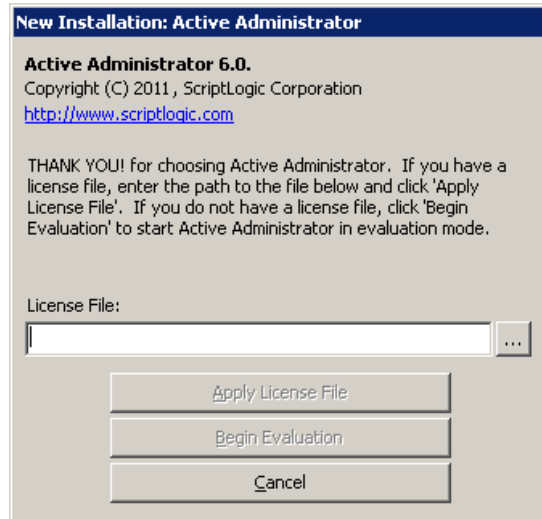 New Installation: Active Administrator
Active Administrator 6.0.
Copyright (C) 2011, ScriptLogic Corporation
http://www.scriptlogic.com
THANK YOU! for choosing Active Administrator.  If you have a
license file, enter the path to the file below and click 'Apply
License File'.  If you do not have a license file, click 'Begin
Evaluation' to start Active Administrator in evaluation mode.
License File:
...
Apply License File
Begin Evaluation
Cancel